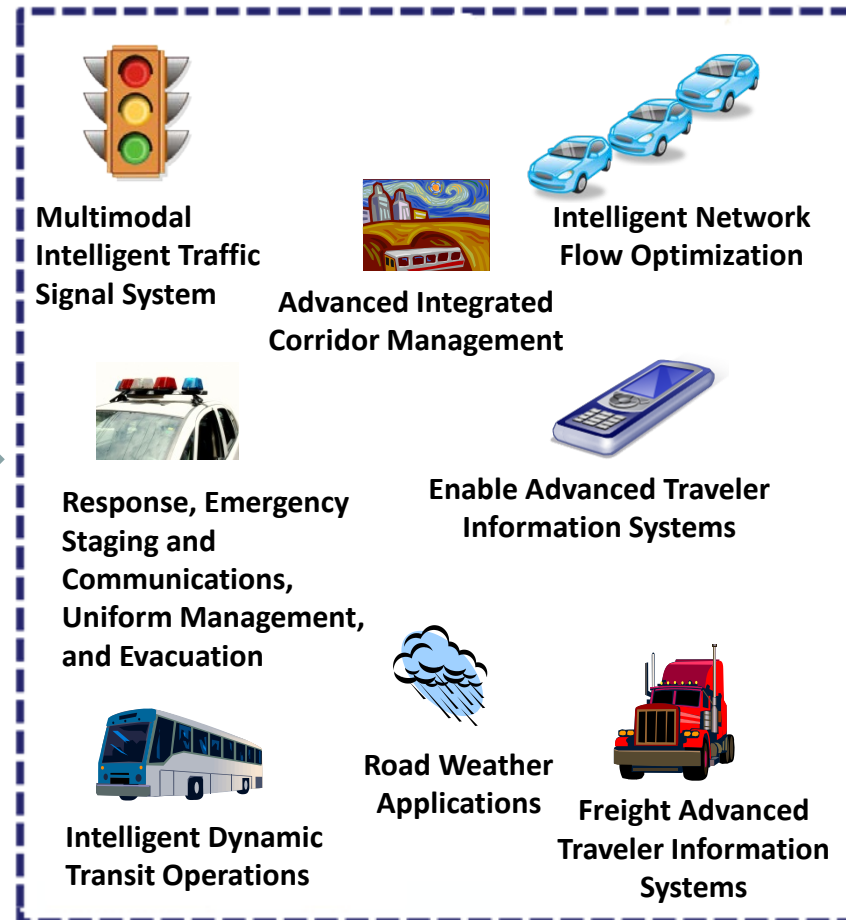 Multimodal
Intelligent Traffic
Signal System
Intelligent Network
Flow Optimization
Advanced Integrated
Corridor Management
Response, Emergency
Staging and
Communications,
Uniform Management,
and Evacuation
Enable Advanced Traveler
Information Systems
Road Weather
Applications
Intelligent Dynamic
Transit Operations
Freight Advanced
Traveler Information
Systems